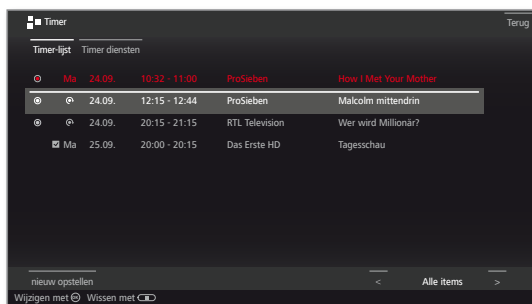 Timer Terug
Timer-lijst Timer diensten
Ma 24.09. 10:32 - 11:00 ProSieben How I Met Your Mother
24.09. 12:15 - 12:44 ProSieben Malcolm mittendrin
24.09. 20:15 - 21:15 RTL Television Wer wird Millionär?
Ma 25.09. 20:00 - 20:15 Das Erste HD Tagesschau
nieuw opstellen < Alle items >
Wijzigen met OK Wissen met